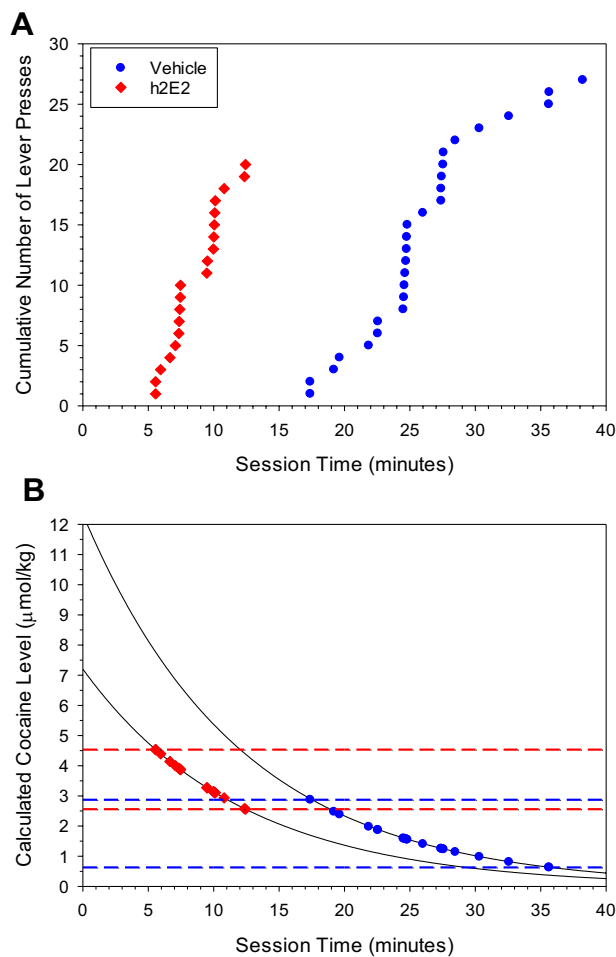 A
30
25
20
15
10
5
0
Vehicle
h2E2
Cumulative Number of Lever Presses
0 5 10 15 20 25 30 35 40
Session Time (minutes)
B
12
11
10
9
8
7
6
5
4
3
2
1
0
Calculated Cocaine Level (μmol/kg)
0 5 10 15 20 25 30 35 40
Session Time (minutes)